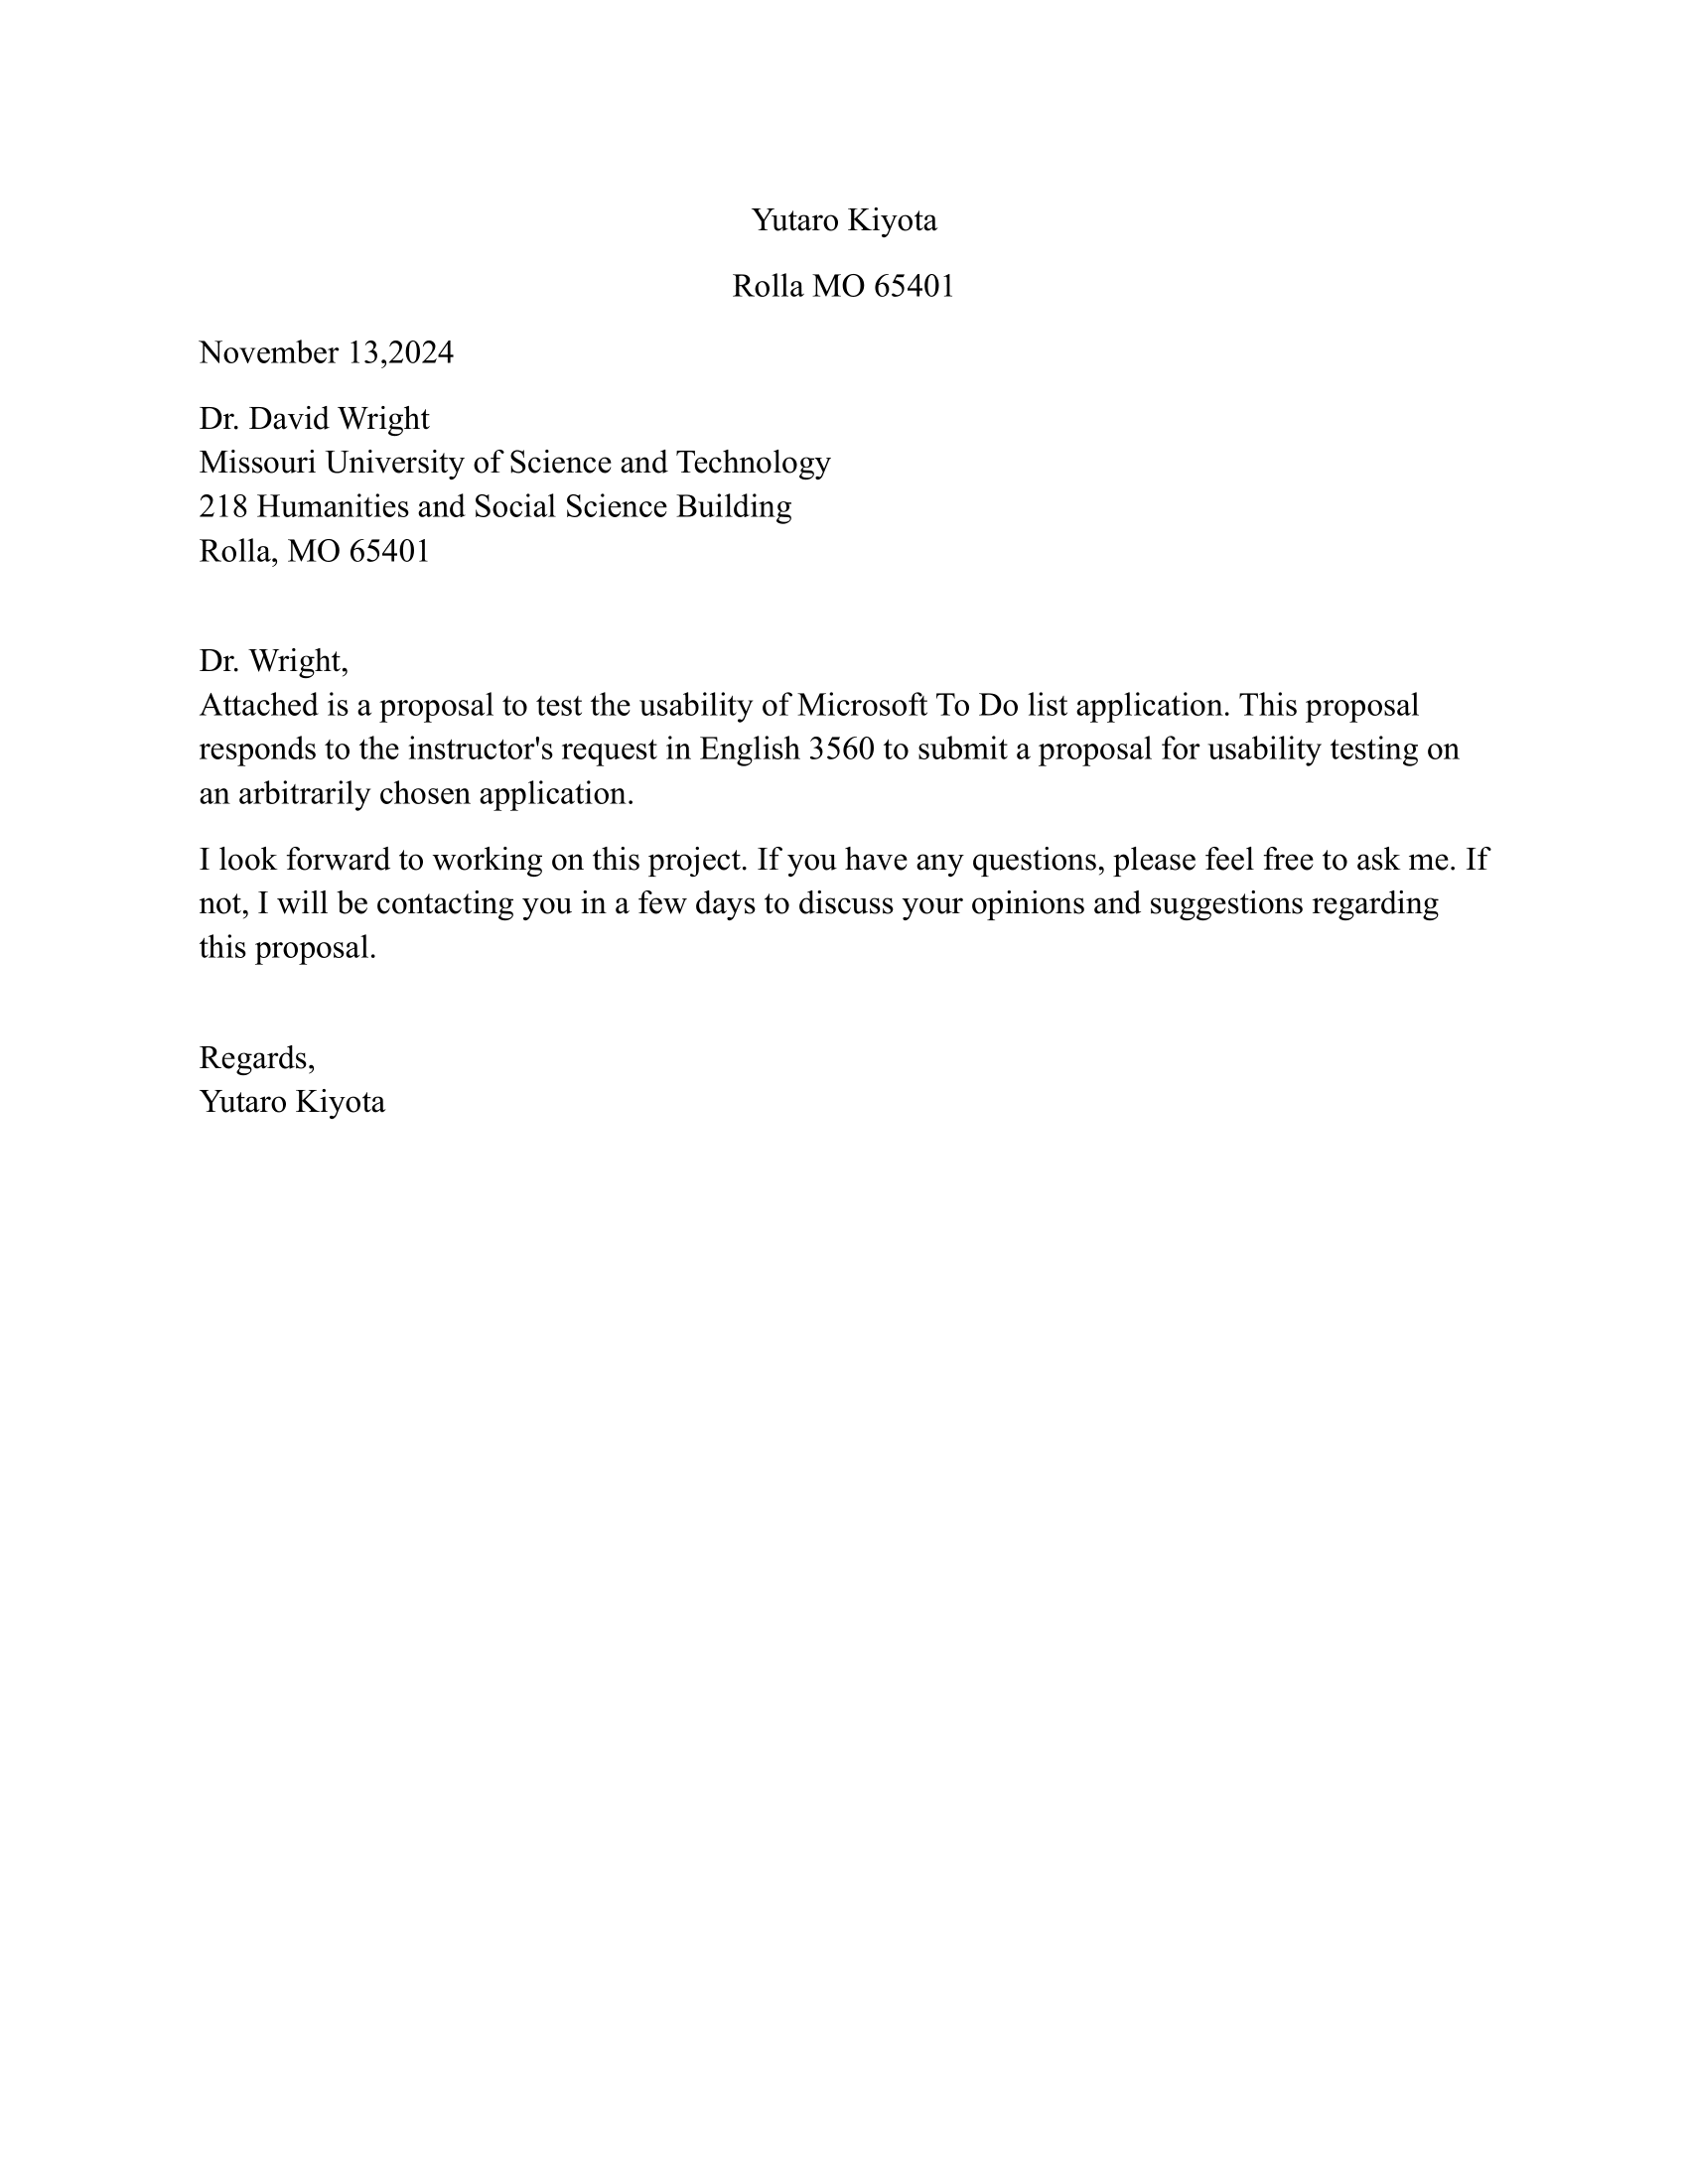 Yutaro Kiyota
Rolla MO 65401
November 13,2024
Dr. David Wright
Missouri University of Science and Technology
218 Humanities and Social Science Building
Rolla, MO 65401
Dr. Wright,
Attached is a proposal to test the usability of Microsoft To Do list application. This proposal
responds to the instructor's request in English 3560 to submit a proposal for usability testing on
an arbitrarily chosen application.
I look forward to working on this project. If you have any questions, please feel free to ask me. If
not, I will be contacting you in a few days to discuss your opinions and suggestions regarding
this proposal.
Regards,
Yutaro Kiyota